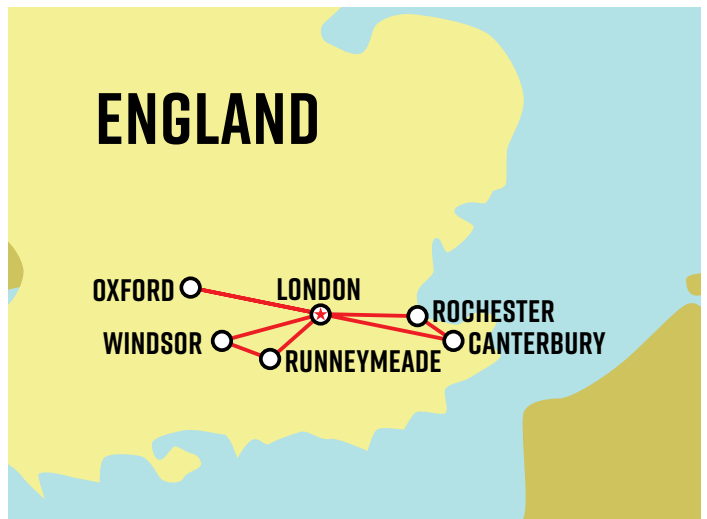 ENGLAND
OXFORD
LONDON
ROCHESTER
WINDSOR
CANTERBURY
RUNNEYMEADE